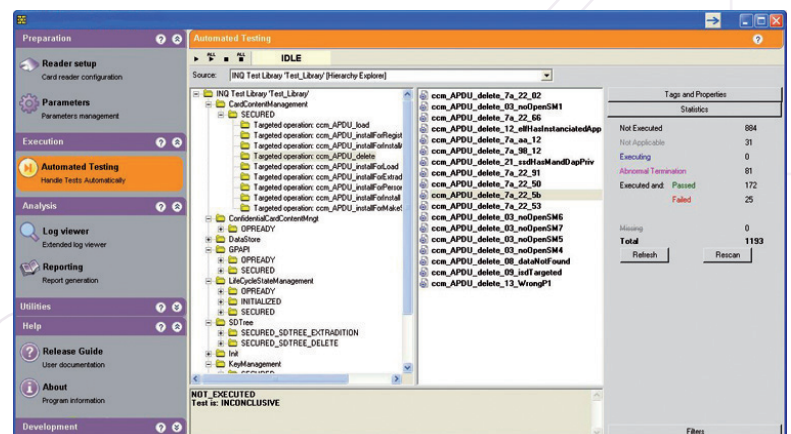 Preparation
Reader setup
Card reader configuration
Parameters
Parameters management
Execution
Automated Testing
Handle Tests Automatically
Analysis
Log viewer
Extended log viewer
Reporting
Report generation
Utilities
Help
Release Guide
User documentation
About
Program information
Development
Automated Testing
ALL
ALL
IDLE
Source:
INQ Test Library 'Test_Library' [Hierarchy Explorer]
INQ Test Library 'Test_Library'
CardContentManagement
SECURED
Targeted operation: ccm_APDU_load
Targeted operation: ccm_APDU_installForRegist
Targeted operation: ccm_APDU_installForInstallM
Targeted operation: ccm_APDU_delete
Targeted operation: ccm_APDU_installForLoad
Targeted operation: ccm_APDU_installForExtrad
Targeted operation: ccm_APDU_installForPerson
Targeted operation: ccm_APDU_installForInstall
Targeted operation: ccm_APDU_installForMakeS
ConfidentialCardContentMngt
OPREADY
DataStore
GPAPI
OPREADY
SECURED
LifeCycleStateManagement
OPREADY
INITIALIZED
SECURED
SDTree
SECURED_SDTREE_EXTRADITION
SECURED_SDTREE_DELETE
Init
KeyManagement
SECURED
ccm_APDU_delete_7a_22_02
ccm_APDU_delete_03_noOpenSM1
ccm_APDU_delete_7a_22_66
ccm_APDU_delete_12_elfHasInstanciatedApp
ccm_APDU_delete_7a_aa_12
ccm_APDU_delete_7a_98_12
ccm_APDU_delete_21_ssdHasMandDapPriv
ccm_APDU_delete_7a_22_91
ccm_APDU_delete_7a_22_50
ccm_APDU_delete_7a_22_5b
ccm_APDU_delete_7a_22_53
ccm_APDU_delete_03_noOpenSM6
ccm_APDU_delete_03_noOpenSM7
ccm_APDU_delete_03_noOpenSM5
ccm_APDU_delete_03_noOpenSM4
ccm_APDU_delete_08_dataNotFound
ccm_APDU_delete_09_isdTargeted
ccm_APDU_delete_13_WrongP1
Tags and Properties
Statistics
Not Executed 884
Not Applicable 31
Executing 0
Abnormal Termination 81
Executed and: Passed 172
Failed 25
Missing 0
Total 1193
Refresh Rescan
NOT_EXECUTED
Test is: INCONCLUSIVE
Filters